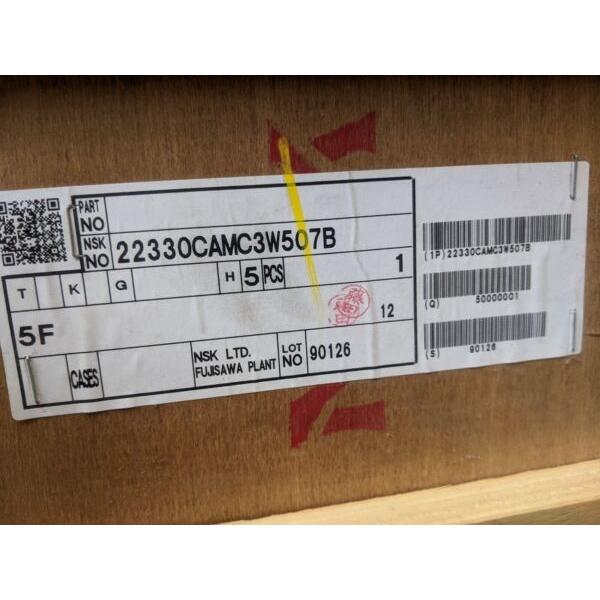 PART NO
NSK NO 22330CAMC3W507B
T K G H 5 PCS 1
5F 12
CASES NSK LTD. FUJISAWA PLANT LOT NO 90126
(1P)22330CAMC3W507B
(Q) 50000001
(S) 90126